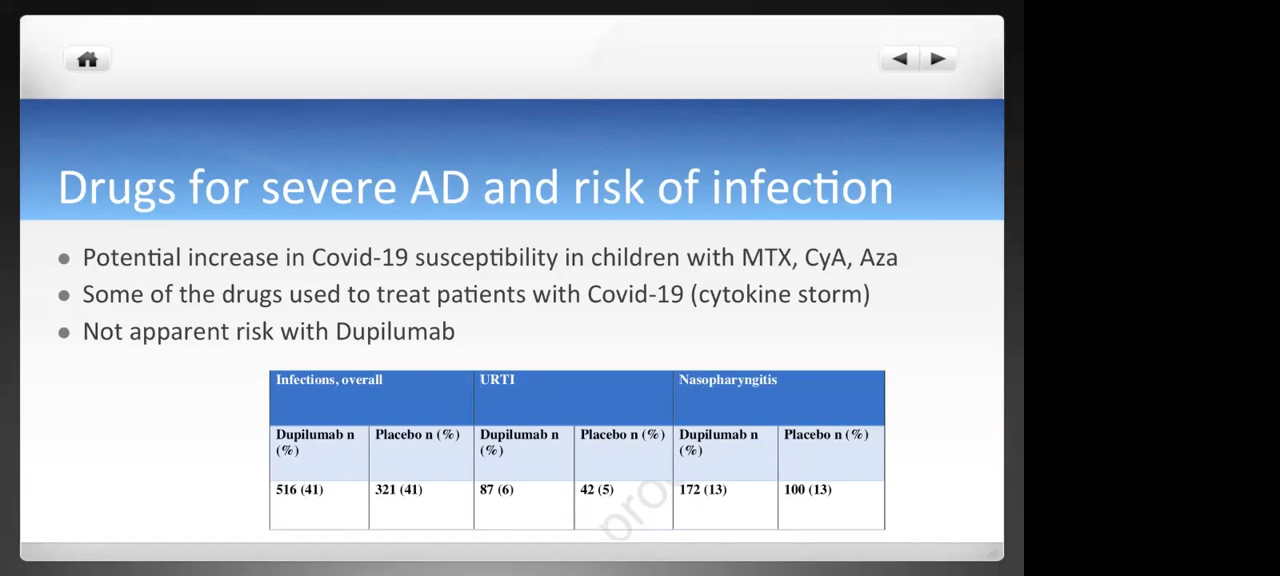 Drugs for severe AD and risk of infection
Potential increase in Covid-19 susceptibility in children with MTX, CyA, Aza
Some of the drugs used to treat patients with Covid-19 (cytokine storm)
Not apparent risk with Dupilumab
Infections, overall URTI Nasopharyngitis
Dupilumab n Placebo n (%) Dupilumab n Placebo n (%) Dupilumab n Placebo n (%)
(%) (%) (%)
516 (41) 321 (41) 87 (6) 42 (5) 172 (13) 100 (13)